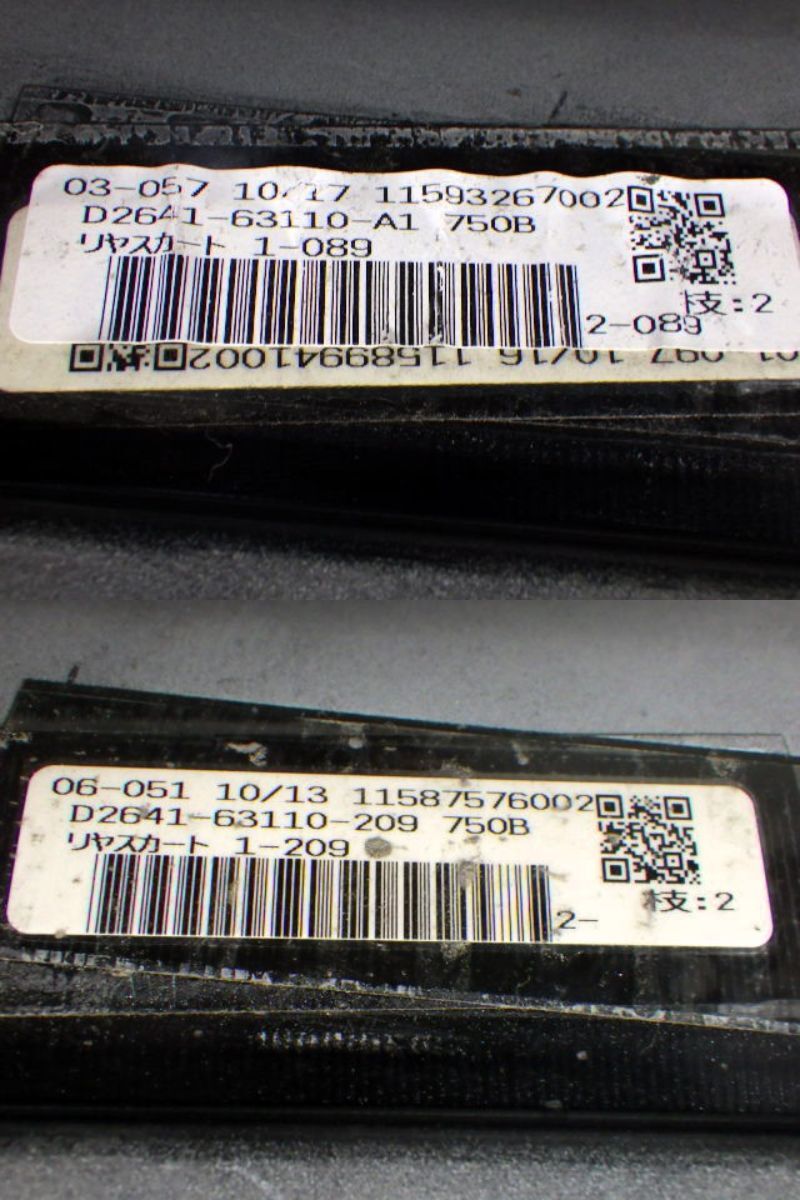 03-057 10/17 11593267002
D2641-63110-A1 750B
リヤスカート 1-089
枝:2
2-089
097 10/16 11589941002
06-051 10/13 11587576002
D2641-63110-209 750B
リヤスカート 1-209
枝:2
2-